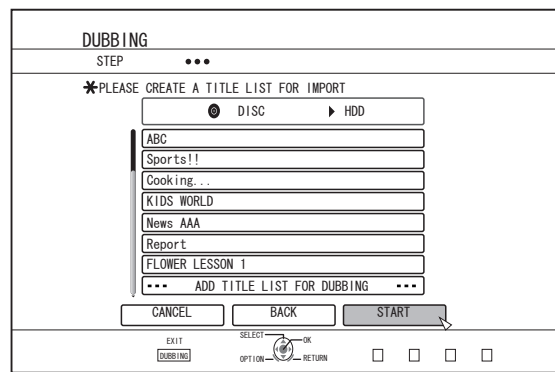 DUBBING
STEP •••
*PLEASE CREATE A TITLE LIST FOR IMPORT
DISC ▶ HDD
ABC
Sports!!
Cooking...
KIDS WORLD
News AAA
Report
FLOWER LESSON 1
--- ADD TITLE LIST FOR DUBBING ---
CANCEL BACK START
EXIT
DUBBING
SELECT OK
OPTION RETURN